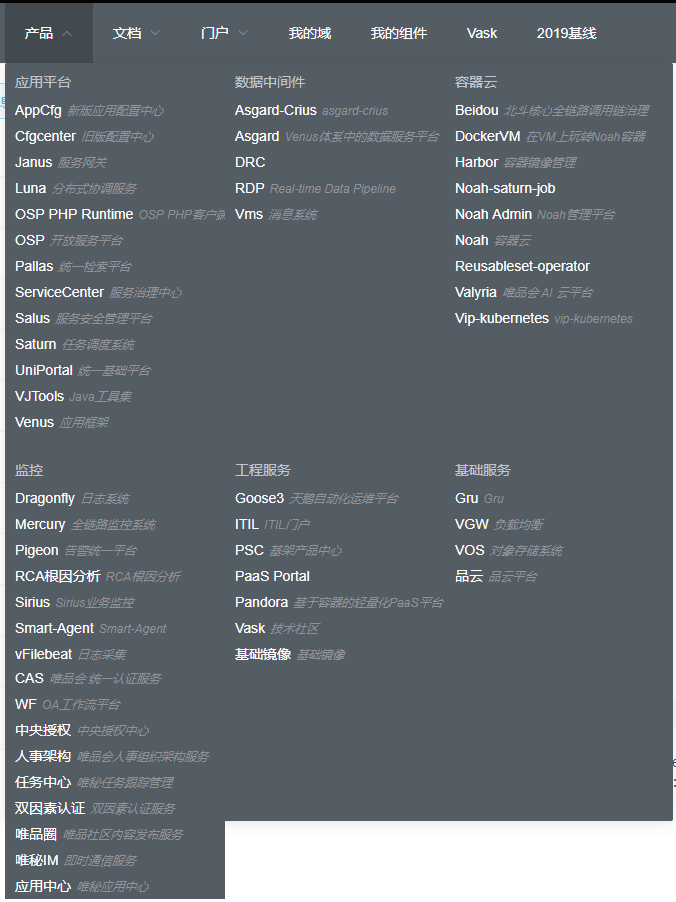 产品 文档 门户 我的域 我的组件 Vask 2019基线
应用平台
AppCfg 新版应用配置中心
Cfgcenter 旧版配置中心
Janus 服务网关
Luna 分布式协调服务
OSP PHP Runtime OSP PHP客户
OSP 开放服务平台
Pallas 统一检索平台
ServiceCenter 服务治理中心
Salus 服务安全管理平台
Saturn 任务调度系统
UniPortal 统一基础平台
VJTools Java工具集
Venus 应用框架
数据中间件
Asgard-Crius asgard-crius
Asgard Venus体系中的数据服务平台
DRC
RDP Real-time Data Pipeline
Vms 消息系统
容器云
Beidou 北斗核心全链路调用链治理
DockerVM 在VM上玩转Noah容器
Harbor 容器镜像管理
Noah-saturn-job
Noah Admin Noah管理平台
Noah 容器云
Reusableset-operator
Valyria 唯品会 AI 云平台
Vip-kubernetes vip-kubernetes
监控
Dragonfly 日志系统
Mercury 全链路监控系统
Pigeon 告警统一平台
RCA根因分析 RCA根因分析
Sirius Sirius业务监控
Smart-Agent Smart-Agent
vFilebeat 日志采集
CAS 唯品会 统一认证服务
WF OA工作流平台
中央授权 中央授权中心
人事架构 唯品会人事组织架构服务
任务中心 唯秘任务跟踪管理
双因素认证 双因素认证服务
唯品圈 唯品社区内容发布服务
唯秘IM 即时通信服务
应用中心 唯秘应用中心
工程服务
Goose3 天鹅自动化运维平台
ITIL ITIL门户
PSC 基架产品中心
PaaS Portal
Pandora 基于容器的轻量化PaaS平台
Vask 技术社区
基础镜像 基础镜像
基础服务
Gru Gru
VGW 负载均衡
VOS 对象存储系统
品云 品云平台